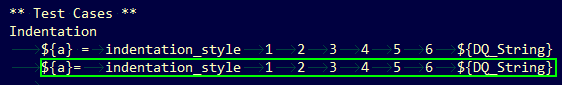 ** Test Cases **
Indentation
${a} = indentation_style 1 2 3 4 5 6 ${DQ_String}
${a}= indentation_style 1 2 3 4 5 6 ${DQ_String}